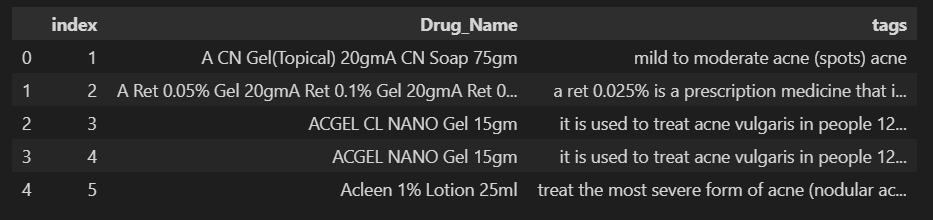 index Drug_Name tags
0 1 A CN Gel(Topical) 20gmA CN Soap 75gm mild to moderate acne (spots) acne
1 2 A Ret 0.05% Gel 20gmA Ret 0.1% Gel 20gmA Ret 0... a ret 0.025% is a prescription medicine that i...
2 3 ACGEL CL NANO Gel 15gm it is used to treat acne vulgaris in people 12...
3 4 ACGEL NANO Gel 15gm it is used to treat acne vulgaris in people 12...
4 5 Acleen 1% Lotion 25ml treat the most severe form of acne (nodular ac...